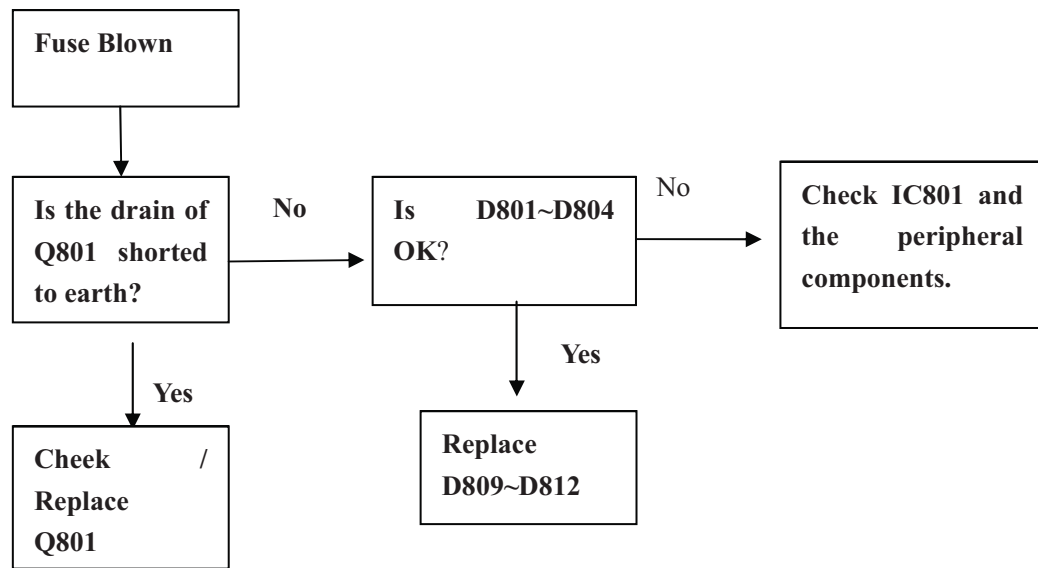 Fuse Blown
Is the drain of
Q801 shorted
to earth?
No
Is D801~D804
OK?
No
Check IC801 and
the peripheral
components.
Yes
Cheek /
Replace
Q801
Yes
Replace
D809~D812